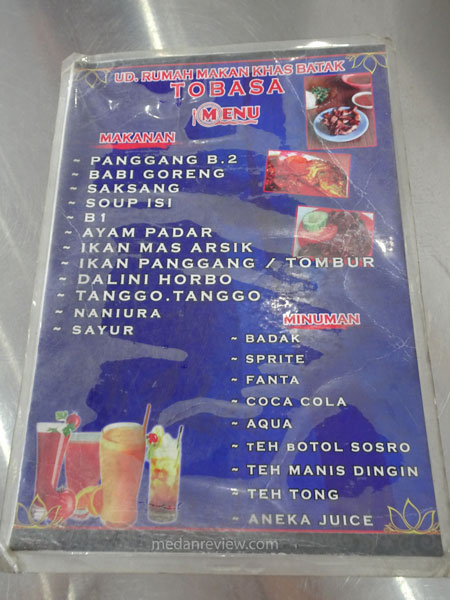 UD, RUMAH MAKAN KHAS BATAK
TOBASA
MENU
MAKANAN
~ PANGGANG B.2
~ BABI GORENG
~ SAKSANG
~ SOUP ISI
~ B1
~ AYAM PADAR
~ IKAN MAS ARSIK
~ IKAN PANGGANG / TOMBUR
~ DALINI HORBO
~ TANGGO.TANGGO
~ NANIURA
~ SAYUR
MINUMAN
~ BADAK
~ SPRITE
~ FANTA
~ COCA COLA
~ AQUA
~ tEH bOTOL SOSRO
~ TEH MANIS DINGIN
~ TEH TONG
~ ANEKA JUICE
medanreview.com